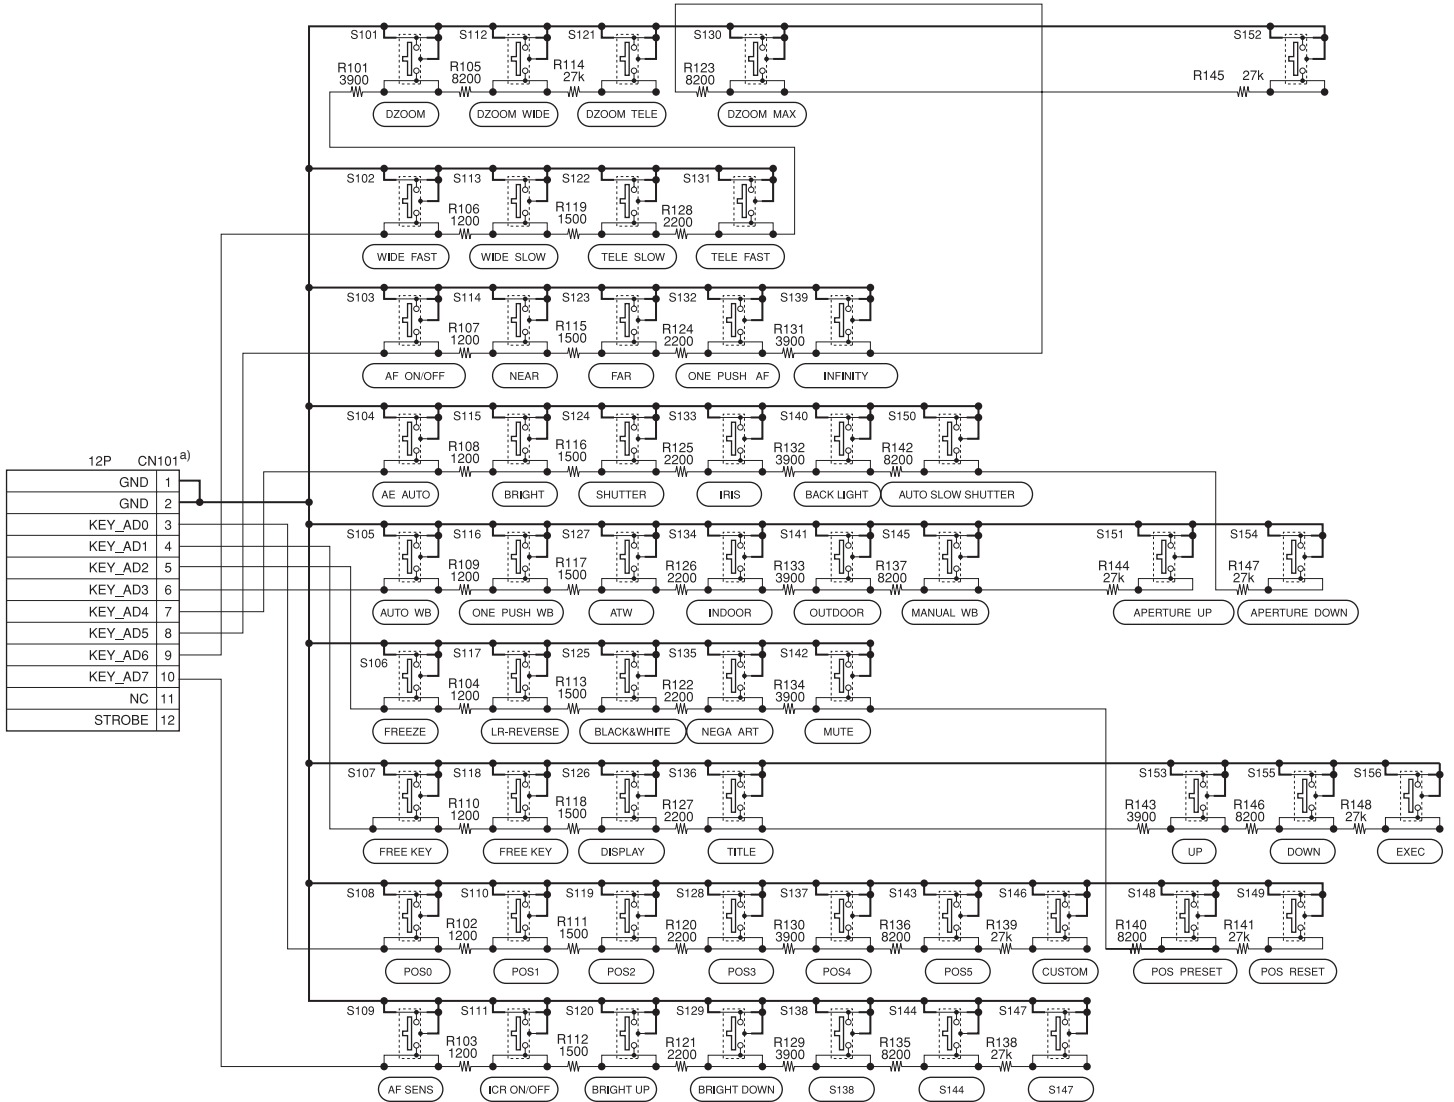 S101 S112 S121 S130 S152
R101 3900 R105 8200 R114 27k R123 8200 R145 27k
DZOOM DZOOM WIDE DZOOM TELE DZOOM MAX
S102 S113 S122 S131
R106 1200 R119 1500 R128 2200
WIDE FAST WIDE SLOW TELE SLOW TELE FAST
S103 S114 S123 S132 S139
R107 1200 R115 1500 R124 2200 R131 3900
AF ON/OFF NEAR FAR ONE PUSH AF INFINITY
S104 S115 S124 S133 S140 S150
R108 1200 R116 1500 R125 2200 R132 3900 R142 8200
AE AUTO BRIGHT SHUTTER IRIS BACK LIGHT AUTO SLOW SHUTTER
12P CN101a)
GND 1
GND 2
KEY_AD0 3
KEY_AD1 4
KEY_AD2 5
KEY_AD3 6
KEY_AD4 7
KEY_AD5 8
KEY_AD6 9
KEY_AD7 10
NC 11
STROBE 12
S105 S116 S127 S134 S141 S145 S151 S154
R109 1200 R117 1500 R126 2200 R133 3900 R137 8200 R144 27k R147 27k
AUTO WB ONE PUSH WB ATW INDOOR OUTDOOR MANUAL WB APERTURE UP APERTURE DOWN
S106 S117 S125 S135 S142
R104 1200 R113 1500 R122 2200 R134 3900
FREEZE LR-REVERSE BLACK&WHITE NEGA ART MUTE
S107 S118 S126 S136 S153 S155 S156
R110 1200 R118 1500 R127 2200 R143 3900 R146 8200 R148 27k
FREE KEY FREE KEY DISPLAY TITLE UP DOWN EXEC
S108 S110 S119 S128 S137 S143 S146 S148 S149
R102 1200 R111 1500 R120 2200 R130 3900 R136 8200 R139 27k R140 8200 R141 27k
POS0 POS1 POS2 POS3 POS4 POS5 CUSTOM POS PRESET POS RESET
S109 S111 S120 S129 S138 S144 S147
R103 1200 R112 1500 R121 2200 R129 3900 R135 8200 R138 27k
AF SENS ICR ON/OFF BRIGHT UP BRIGHT DOWN S138 S144 S147